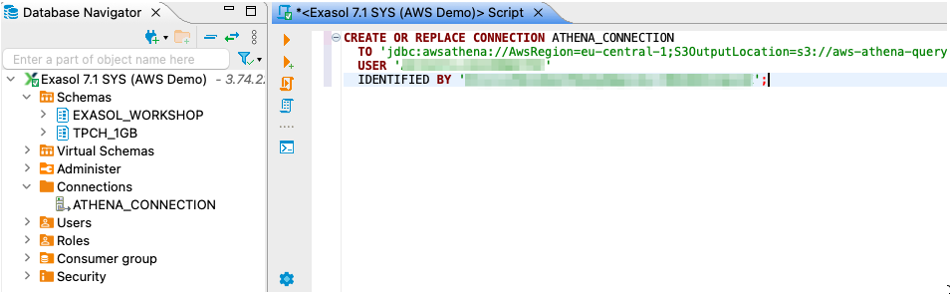 Database Navigator
Enter a part of object name here
Exasol 7.1 SYS (AWS Demo) - 3.74.2.
Schemas
EXASOL_WORKSHOP
TPCH_1GB
Virtual Schemas
Administer
Connections
ATHENA_CONNECTION
Users
Roles
Consumer group
Security
*<Exasol 7.1 SYS (AWS Demo)> Script
CREATE OR REPLACE CONNECTION ATHENA_CONNECTION
TO 'jdbc:awsathena://AwsRegion=eu-central-1;S3OutputLocation=s3://aws-athena-query
USER ' '
IDENTIFIED BY ' ';